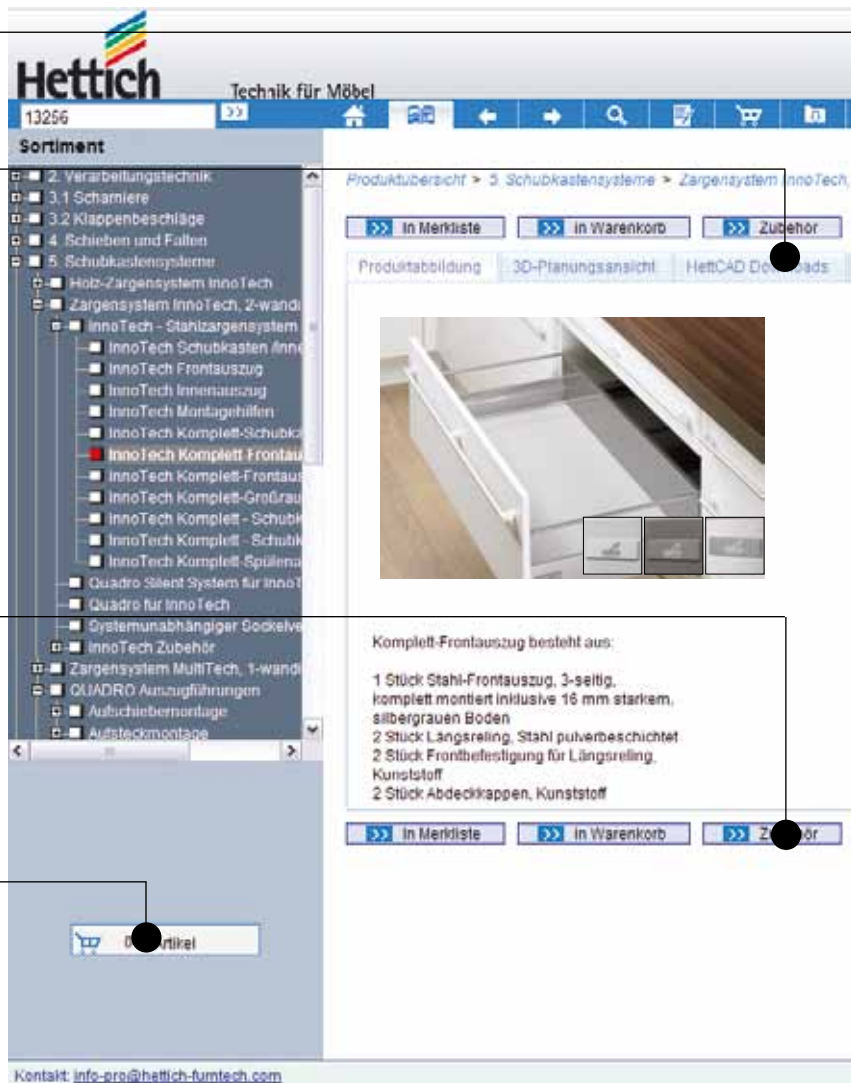 Hettich
Technik für Möbel
13256
Sortiment
2. Verarbeitungstechnik
3.1 Scharniere
3.2 Klappenbeschläge
4. Schieben und Falten
5. Schubkastensysteme
Holz-Zargensystem InnoTech
Zargensystem InnoTech, 2-wandi
InnoTech - Stahlzargensystem
InnoTech Schubkasten /Inne
InnoTech Frontauszug
InnoTech Innenauszug
InnoTech Montagehilfen
InnoTech Komplett-Schubka
InnoTech Komplett Frontau
InnoTech Komplett-Frontaus
InnoTech Komplett-Großrau
InnoTech Komplett - Schubk
InnoTech Komplett - Schubk
InnoTech Komplett-Spülena
Quadro Silent System für InnoT
Quadro für InnoTech
Systemunabhängiger Sockelve
InnoTech Zubehör
Zargensystem MultiTech, 1-wandi
QUADRO Auszugführungen
Aufschiebemontage
Aufsteckmontage
Artikel
Produktübersicht > 5. Schubkastensysteme > Zargensystem InnoTech,
>> In Merkliste >> in Warenkorb >> Zubehör
Produktabbildung 3D-Planungsansicht HettCAD Downloads
Komplett-Frontauszug besteht aus:
1 Stück Stahl-Frontauszug, 3-seitig,
komplett montiert inklusive 16 mm starkem,
silbergrauen Boden
2 Stück Längsreling, Stahl pulverbeschichtet
2 Stück Frontbefestigung für Längsreling,
Kunststoff
2 Stück Abdeckkappen, Kunststoff
>> In Merkliste >> in Warenkorb >> Zubehör
Kontakt: info-pro@hettich-furntech.com